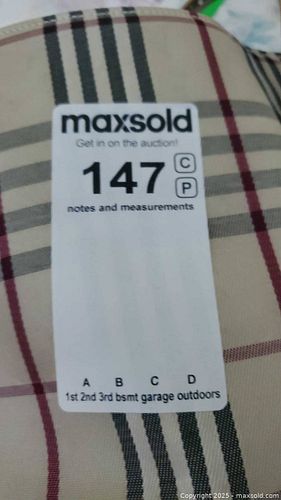 maxsold
Get in on the auction!
147
C
P
notes and measurements
A B C D
1st 2nd 3rd bsmt garage outdoors
Copyright 2025 - maxsold.com